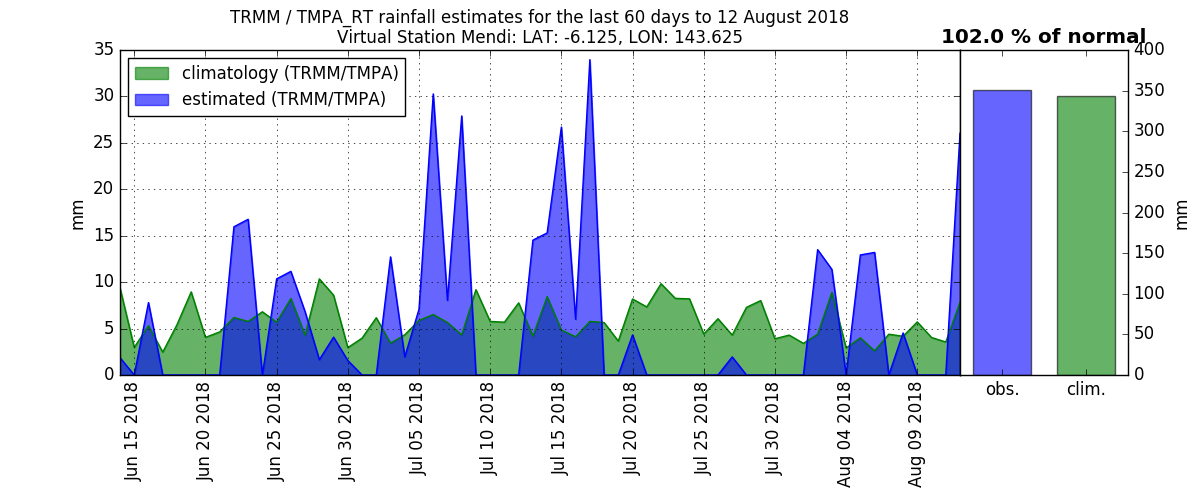 TRMM / TMPA_RT rainfall estimates for the last 60 days to 12 August 2018
Virtual Station Mendi: LAT: -6.125, LON: 143.625
102.0 % of normal
climatology (TRMM/TMPA)
estimated (TRMM/TMPA)
35
30
25
20
15
10
5
0
mm
Jun 15 2018
Jun 20 2018
Jun 25 2018
Jun 30 2018
Jul 05 2018
Jul 10 2018
Jul 15 2018
Jul 20 2018
Jul 25 2018
Jul 30 2018
Aug 04 2018
Aug 09 2018
obs.
clim.
400
350
300
250
200
150
100
50
0
mm